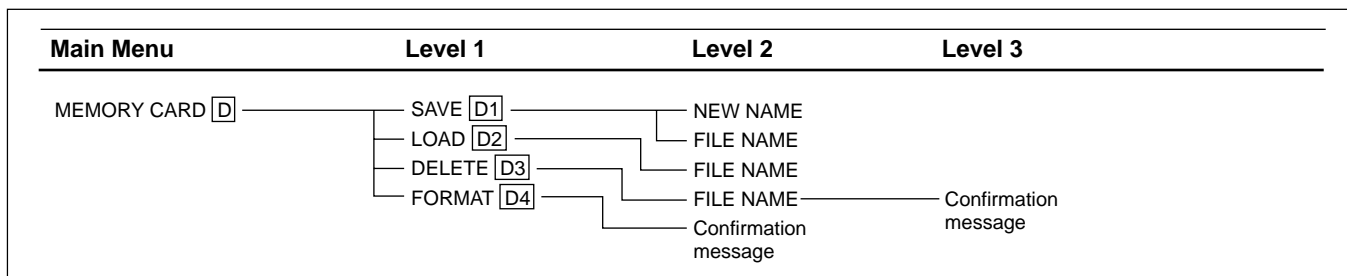 Main Menu Level 1 Level 2 Level 3
MEMORY CARD D SAVE D1 NEW NAME
LOAD D2 FILE NAME
DELETE D3 FILE NAME
FORMAT D4 FILE NAME Confirmation
message
Confirmation
message